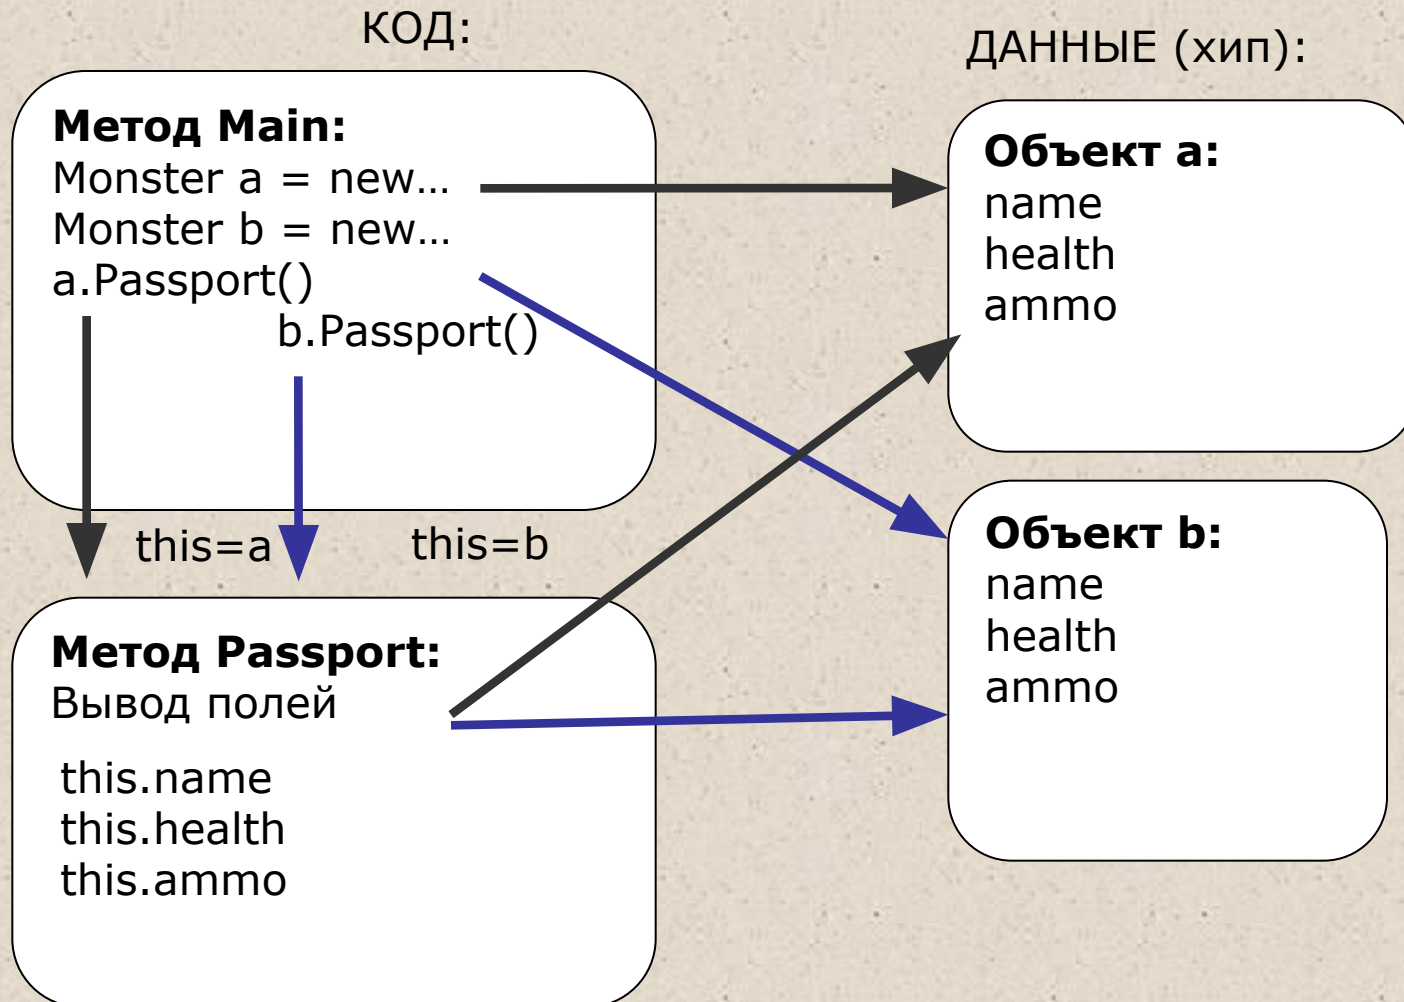 КОД:
Метод Main:
Monster a = new…
Monster b = new…
a.Passport()
b.Passport()
this=a
this=b
Метод Passport:
Вывод полей
this.name
this.health
this.ammo
ДАННЫЕ (хип):
Объект a:
name
health
ammo
Объект b:
name
health
ammo